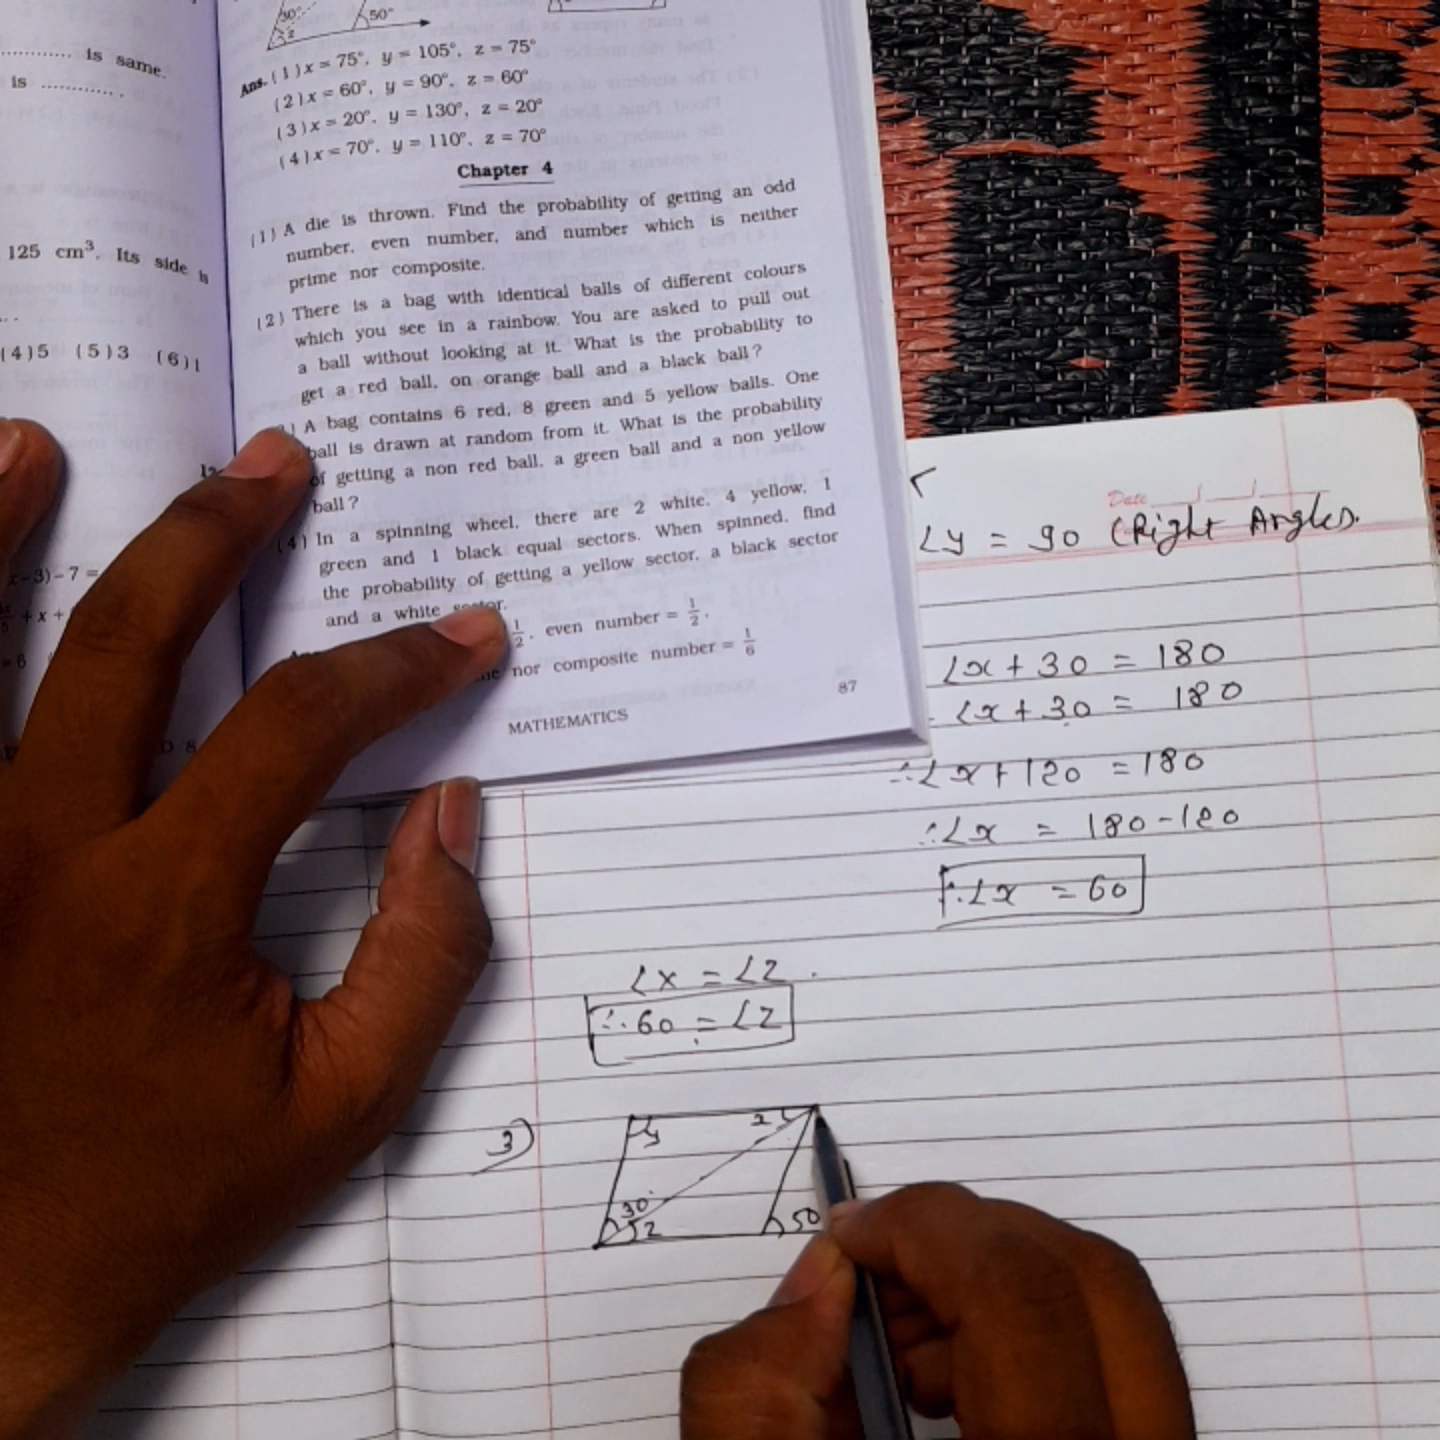 ............ is same.
is ............
125 cm³. Its side is
(4) 5 (5) 3 (6) 1
x-3) - 7 =
+ x +
= 6
D 8
30°
z
50°
Ans. (1) x = 75°, y = 105°, z = 75°
(2) x = 60°, y = 90°, z = 60°
(3) x = 20°, y = 130°, z = 20°
(4) x = 70°, y = 110°, z = 70°
Chapter 4
(1) A die is thrown. Find the probability of getting an odd
number, even number, and number which is neither
prime nor composite.
(2) There is a bag with identical balls of different colours
which you see in a rainbow. You are asked to pull out
a ball without looking at it. What is the probability to
get a red ball, on orange ball and a black ball?
) A bag contains 6 red, 8 green and 5 yellow balls. One
ball is drawn at random from it. What is the probability
of getting a non red ball, a green ball and a non yellow
ball?
(4) In a spinning wheel, there are 2 white, 4 yellow, 1
green and 1 black equal sectors. When spinned, find
the probability of getting a yellow sector, a black sector
and a white sector.
1/2, even number = 1/2,
nor composite number = 1/6
87
MATHEMATICS
Date
∠y = 90 (Right Angles.
∠x + 30 = 180
∠x + 30 = 180
∴∠x + 120 = 180
∴∠x = 180 - 120
∴∠x = 60
∠x = ∠z
∴60 = ∠z
3)
y
x
30°
z
50